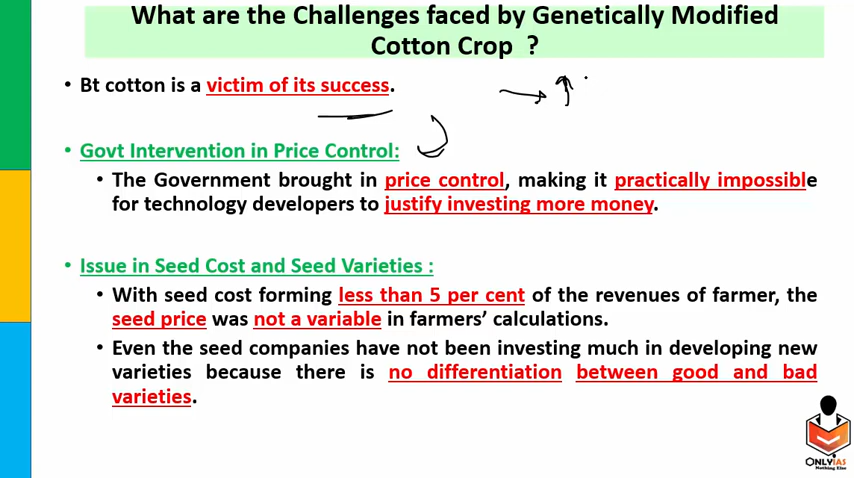 What are the Challenges faced by Genetically Modified
Cotton Crop ?
• Bt cotton is a victim of its success.
• Govt Intervention in Price Control:
• The Government brought in price control, making it practically impossible
for technology developers to justify investing more money.
• Issue in Seed Cost and Seed Varieties :
• With seed cost forming less than 5 per cent of the revenues of farmer, the
seed price was not a variable in farmers’ calculations.
• Even the seed companies have not been investing much in developing new
varieties because there is no differentiation between good and bad
varieties.
ONLYIAS
Nothing Else